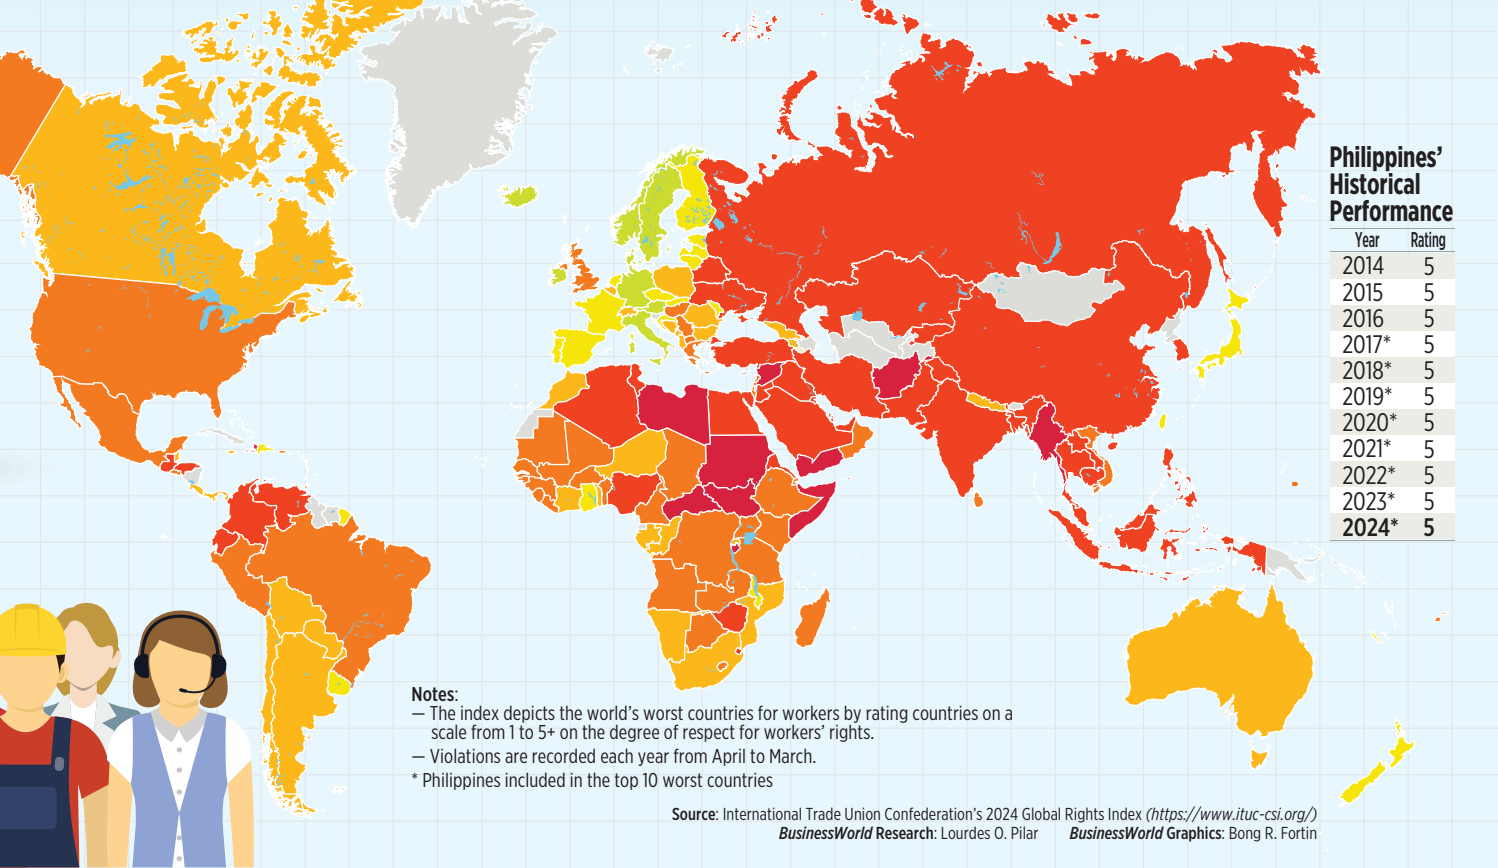 Philippines’
Historical
Performance
Year Rating
2014 5
2015 5
2016 5
2017* 5
2018* 5
2019* 5
2020* 5
2021* 5
2022* 5
2023* 5
2024* 5
Notes:
— The index depicts the world’s worst countries for workers by rating countries on a
scale from 1 to 5+ on the degree of respect for workers’ rights.
— Violations are recorded each year from April to March.
* Philippines included in the top 10 worst countries
Source: International Trade Union Confederation’s 2024 Global Rights Index (https://www.ituc-csi.org/)
BusinessWorld Research: Lourdes O. Pilar BusinessWorld Graphics: Bong R. Fortin